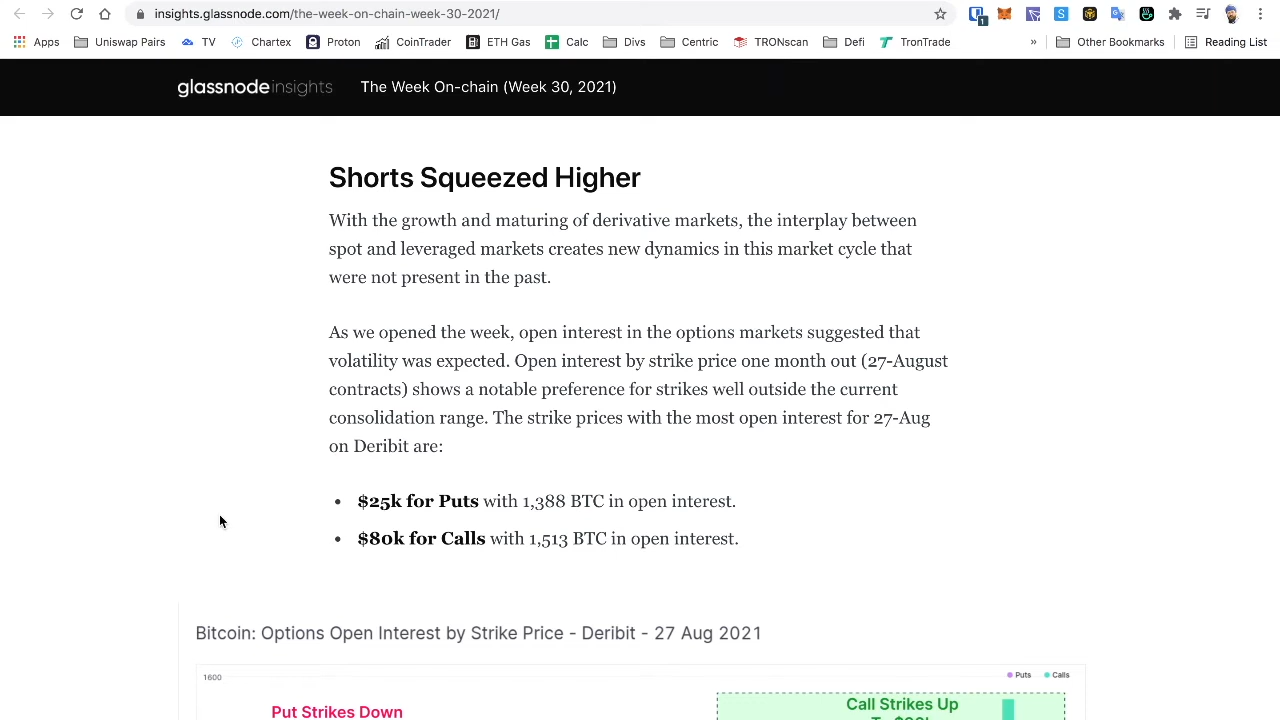 insights.glassnode.com/the-week-on-chain-week-30-2021/
1
Apps Uniswap Pairs TV Chartex Proton CoinTrader ETH Gas Calc Divs Centric TRONscan Defi TronTrade » Other Bookmarks Reading List
glassnodeinsights The Week On-chain (Week 30, 2021)
Shorts Squeezed Higher
With the growth and maturing of derivative markets, the interplay between
spot and leveraged markets creates new dynamics in this market cycle that
were not present in the past.
As we opened the week, open interest in the options markets suggested that
volatility was expected. Open interest by strike price one month out (27-August
contracts) shows a notable preference for strikes well outside the current
consolidation range. The strike prices with the most open interest for 27-Aug
on Deribit are:
• $25k for Puts with 1,388 BTC in open interest.
• $80k for Calls with 1,513 BTC in open interest.
Bitcoin: Options Open Interest by Strike Price - Deribit - 27 Aug 2021
1600 Puts Calls
Put Strikes Down
Call Strikes Up